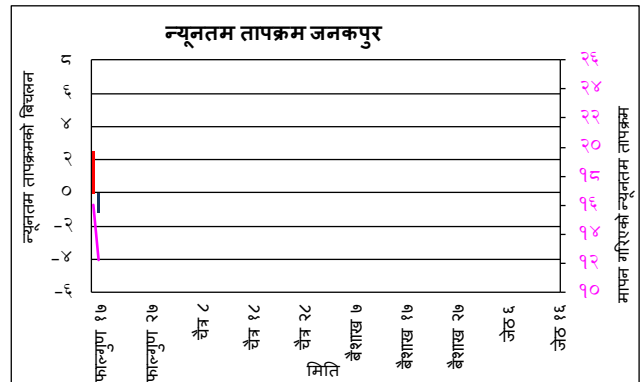 न्यूनतम तापक्रम जनकपुर
न्यूनतम तापक्रमको बिचलन
८
६
४
२
०
-२
-४
-६
२६
२४
२२
२०
१८
१६
१४
१२
१०
मापन गरिएको न्यूनतम तापक्रम
फाल्गुण १७
फाल्गुण २७
चैत्र ८
चैत्र १८
चैत्र २८
बैशाख ७
बैशाख १७
बैशाख २७
जेठ ६
जेठ १६
मिति